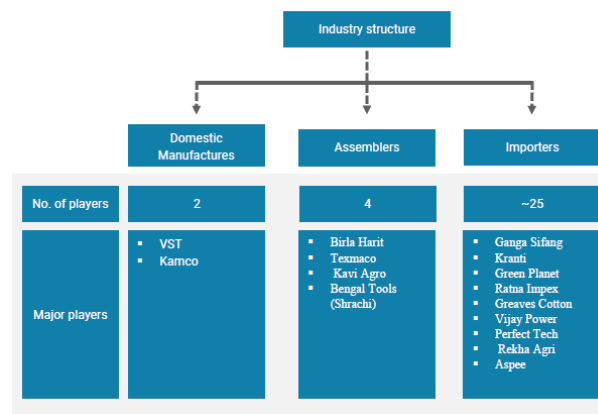 Industry structure
Domestic
Manufactures
Assemblers
Importers
No. of players
2
4
~25
Major players
▪ VST
▪ Kamco
▪ Birla Harit
▪ Texmaco
▪ Kavi Agro
▪ Bengal Tools
(Shrachi)
▪ Ganga Sifang
▪ Kranti
▪ Green Planet
▪ Ratna Impex
▪ Greaves Cotton
▪ Vijay Power
▪ Perfect Tech
▪ Rekha Agri
▪ Aspee